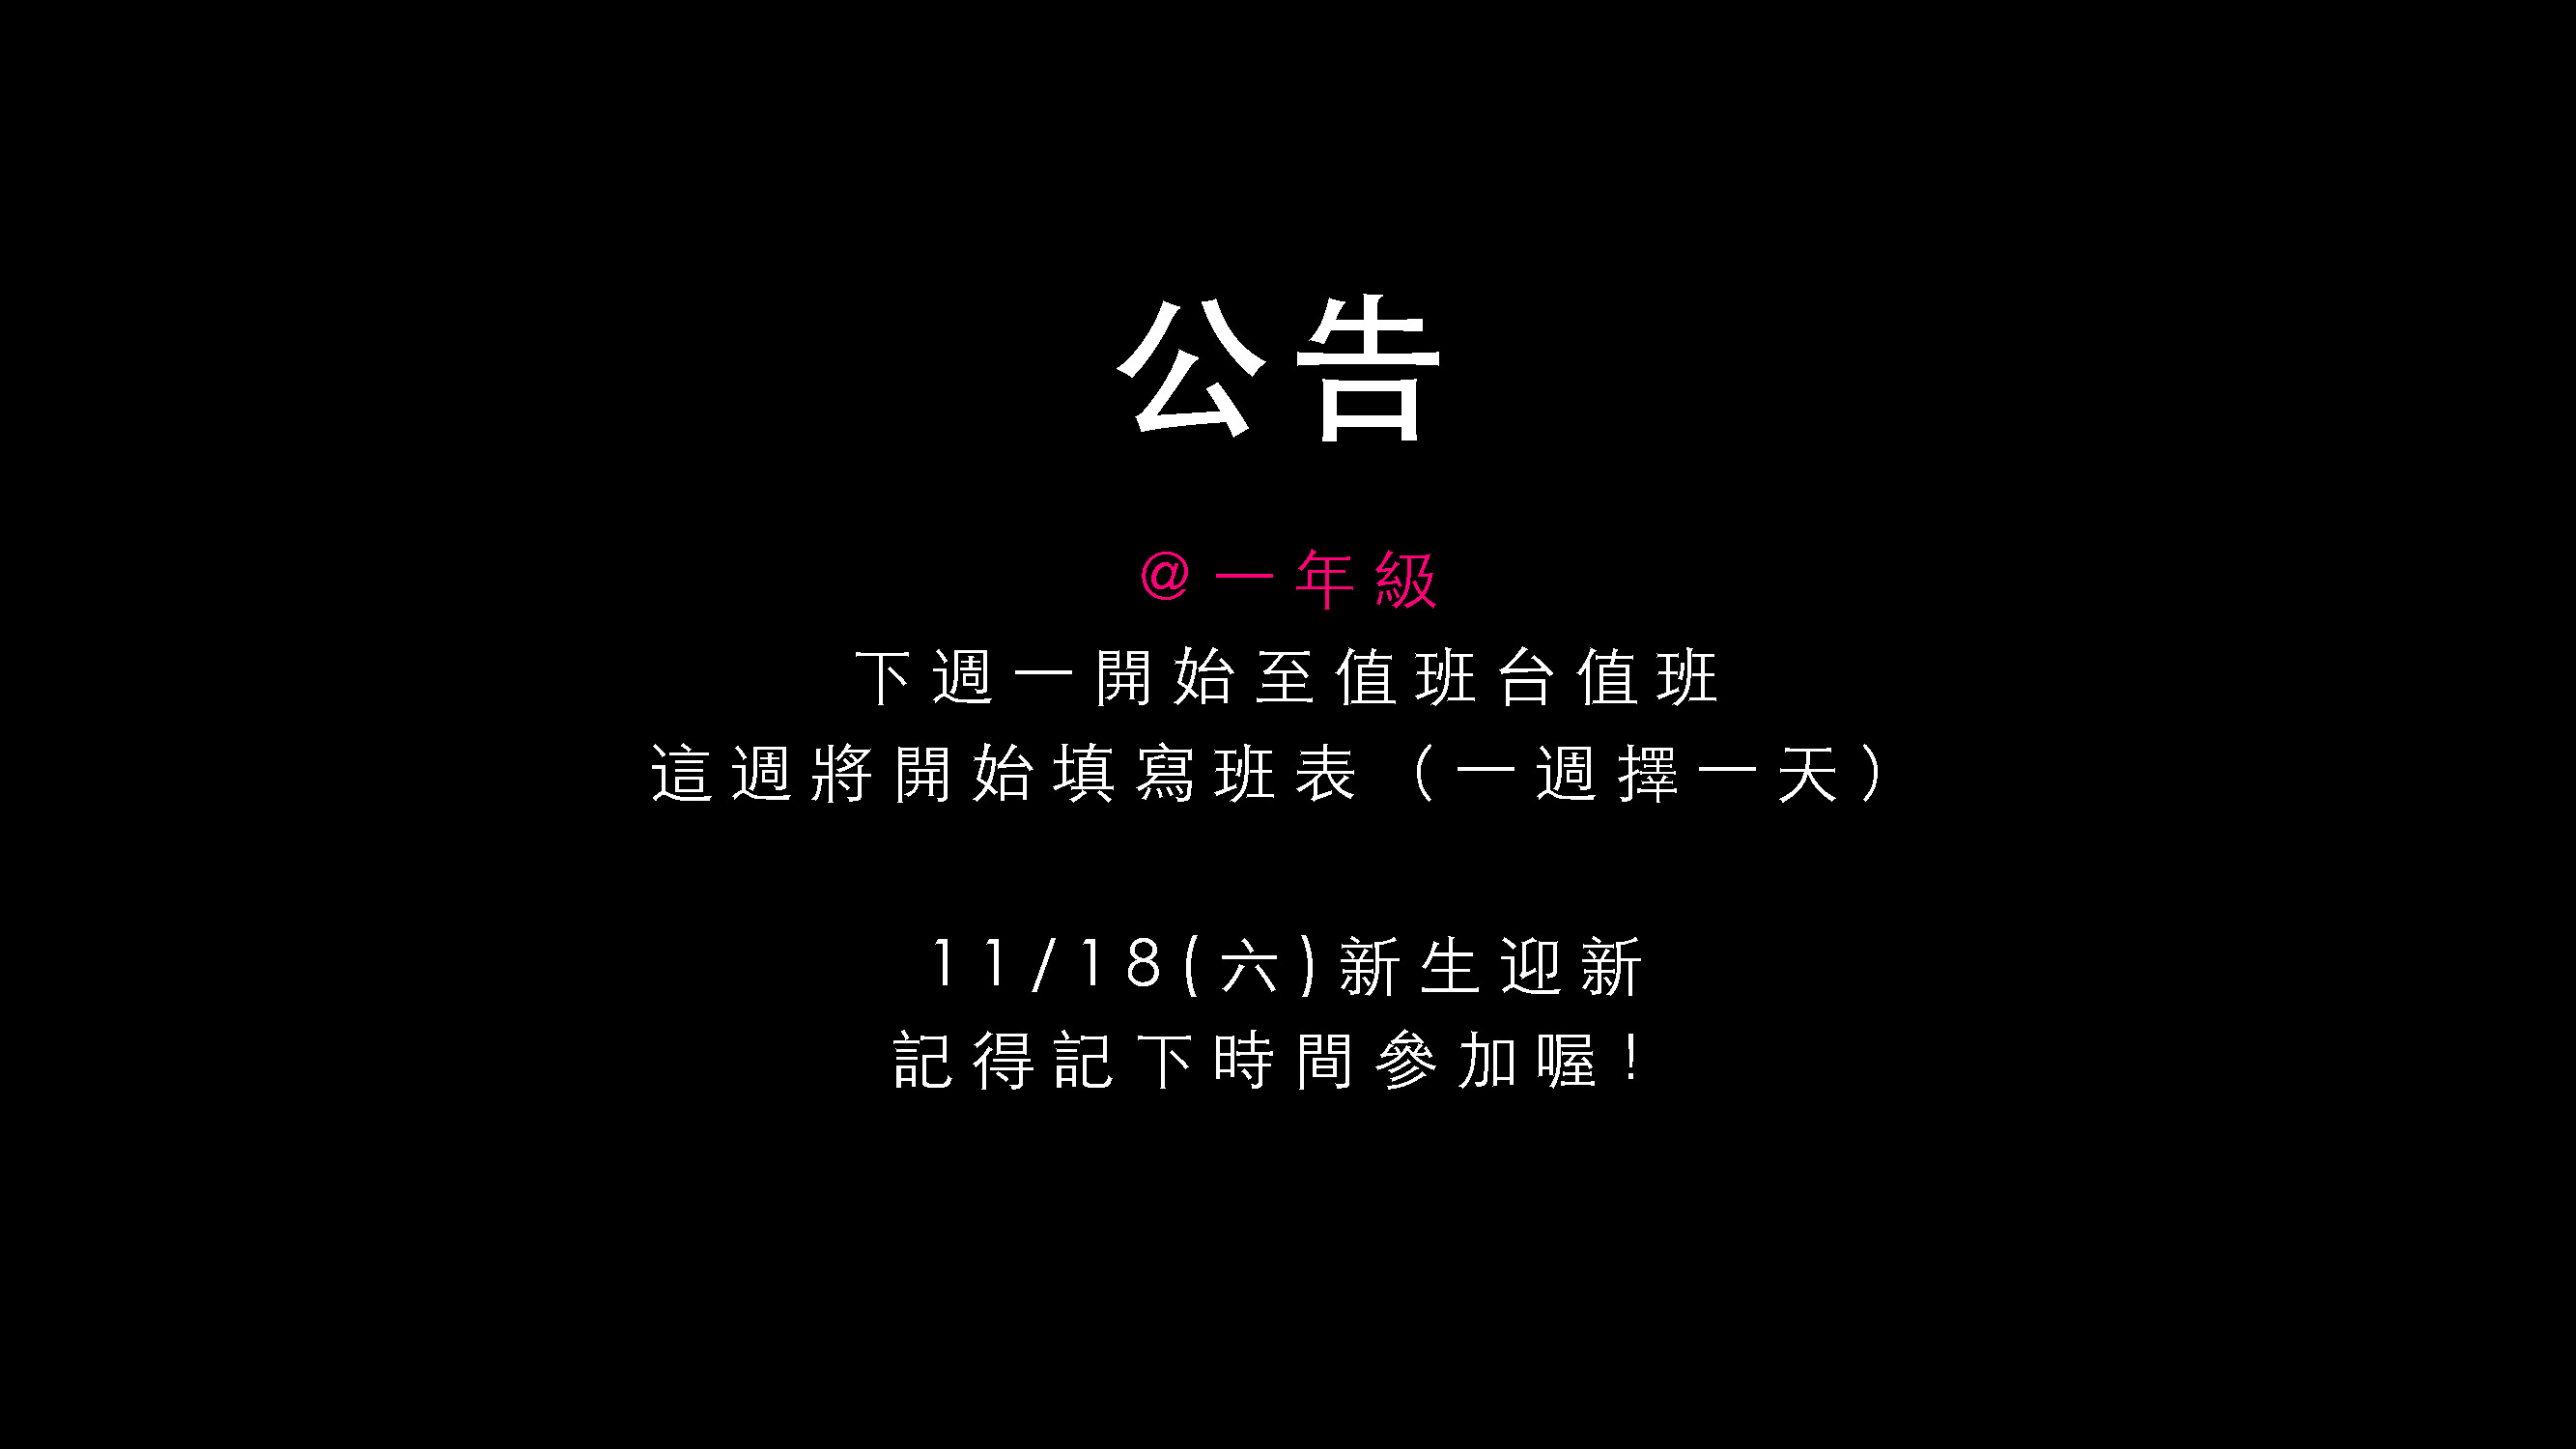 公告
@一年級
下週一開始至值班台值班
這週將開始填寫班表（一週擇一天）
11/18(六)新生迎新
記得記下時間參加喔!